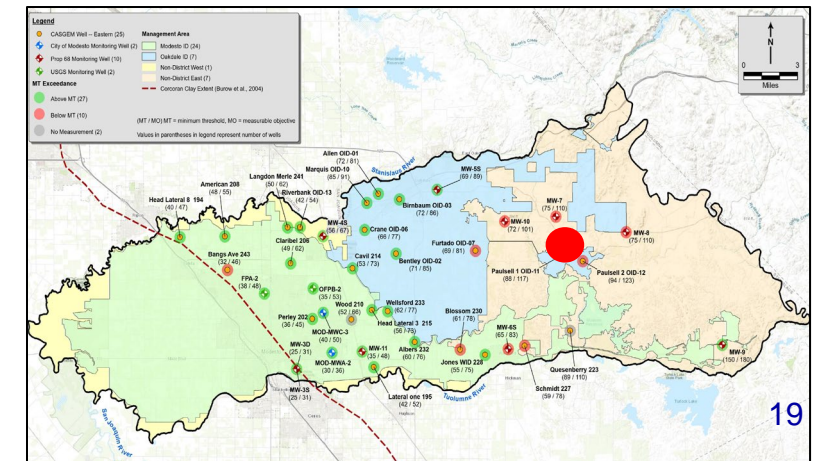 Legend
CASGEM Well -- Eastern (25)
City of Modesto Monitoring Well (2)
Prop 68 Monitoring Well (10)
USGS Monitoring Well (2)
MT Exceedance
Above MT (27)
Below MT (10)
No Measurement (2)
Management Area
Modesto ID (24)
Oakdale ID (7)
Non-District West (1)
Non-District East (7)
Corcoran Clay Extent (Burow et al., 2004)
(MT / MO) MT = minimum threshold, MO = measurable objective
Values in parentheses in legend represent number of wells
N
0 3
Miles
Allen OID-01
(72 / 81)
Marquis OID-10
(85 / 91)
Stanislaus River
MW-5S
(69 / 89)
Langdon Merle 241
(50 / 62)
Riverbank OID-13
(42 / 54)
Birnbaum OID-03
(72 / 86)
American 208
(48 / 55)
Head Lateral 8 194
(40 / 47)
MW-4S
(56 / 67)
MW-7
(75 / 110)
MW-10
(72 / 101)
MW-8
(75 / 110)
Crane OID-06
(66 / 77)
Claribel 206
(49 / 62)
Furtado OID-07
(69 / 81)
Bangs Ave 243
(32 / 46)
Cavil 214
(53 / 73)
Bentley OID-02
(71 / 85)
Paulsell 1 OID-11
(88 / 117)
Paulsell 2 OID-12
(94 / 123)
FPA-2
(38 / 48)
OFPB-2
(35 / 53)
Wood 210
(52 / 66)
Wellsford 233
(62 / 77)
Blossom 230
(61 / 78)
Perley 202
(36 / 45)
MOD-MWC-3
(40 / 50)
Head Lateral 3 215
(56 / 73)
MW-6S
(65 / 83)
MW-3D
(25 / 31)
MW-11
(35 / 48)
Albers 232
(60 / 76)
MOD-MWA-2
(30 / 36)
Jones WID 228
(55 / 75)
Quesenberry 223
(89 / 110)
MW-9
(150 / 180)
MW-3S
(25 / 31)
Lateral one 195
(42 / 52)
Tuolumne River
Schmidt 227
(59 / 78)
San Joaquin River
19